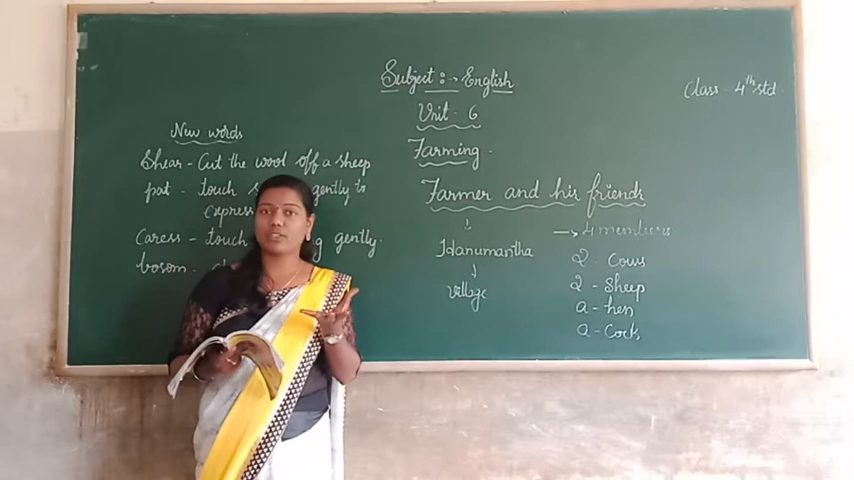 Subject :- English
Class - 4th std.
Unit - 6
Farming -
New words
Shear - Cut the wool off a sheep
pat - touch gently to
express
Caress - touch g gently.
bosom -
Farmer and his friends
Hanumantha
village
→ 4 members
2 - Cows
2 - Sheep
a - hen
a - Cock